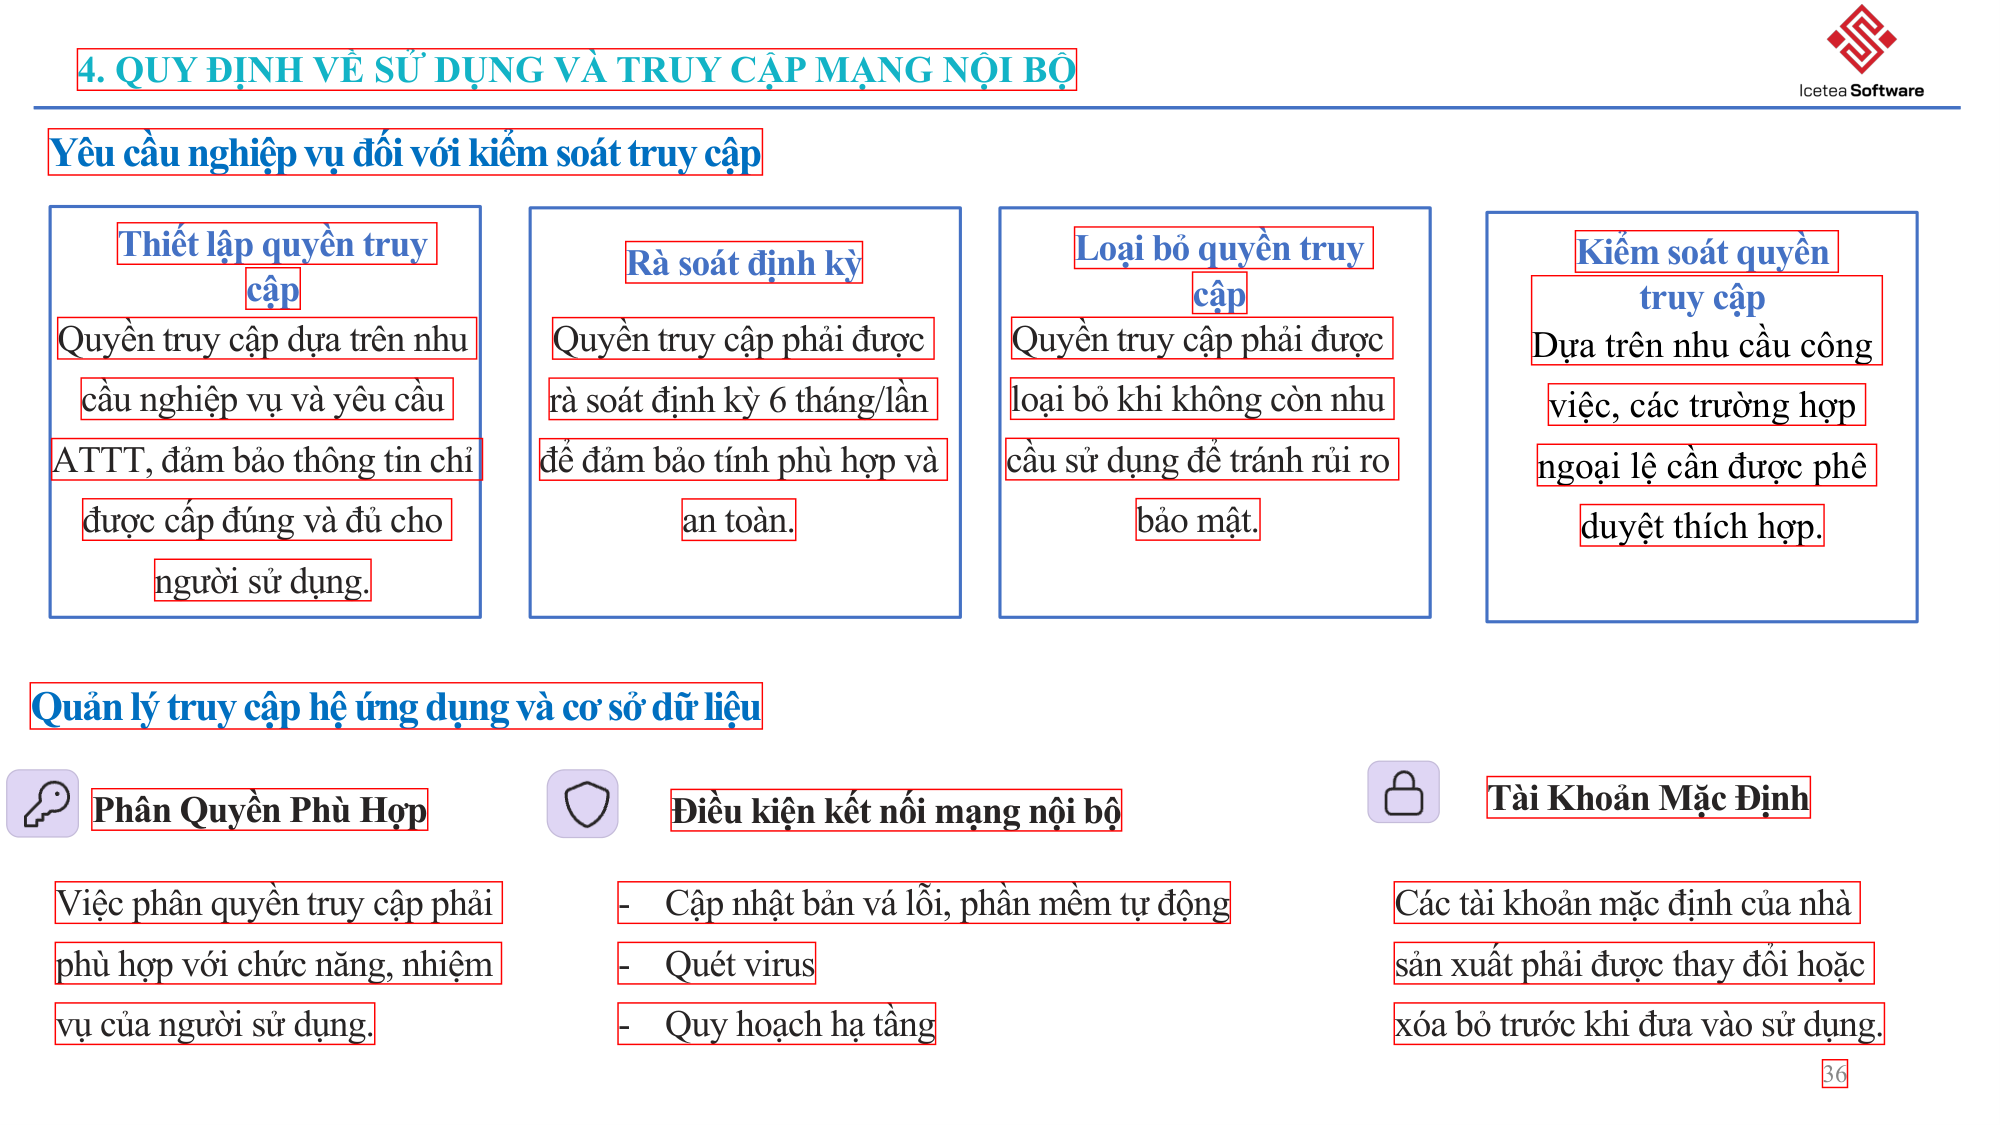 4. QUY ĐỊNH VỀ SỬ DỤNG VÀ TRUY CẬP MẠNG NỘI BỘ
Icetea Software
Yêu cầu nghiệp vụ đối với kiểm soát truy cập
Thiết lập quyền truy
cập
Quyền truy cập dựa trên nhu
cầu nghiệp vụ và yêu cầu
ATTT, đảm bảo thông tin chỉ
được cấp đúng và đủ cho
người sử dụng.
Rà soát định kỳ
Quyền truy cập phải được
rà soát định kỳ 6 tháng/lần
để đảm bảo tính phù hợp và
an toàn.
Loại bỏ quyền truy
cập
Quyền truy cập phải được
loại bỏ khi không còn nhu
cầu sử dụng để tránh rủi ro
bảo mật.
Kiểm soát quyền
truy cập
Dựa trên nhu cầu công
việc, các trường hợp
ngoại lệ cần được phê
duyệt thích hợp.
Quản lý truy cập hệ ứng dụng và cơ sở dữ liệu
Phân Quyền Phù Hợp
Việc phân quyền truy cập phải
phù hợp với chức năng, nhiệm
vụ của người sử dụng.
Điều kiện kết nối mạng nội bộ
- Cập nhật bản vá lỗi, phần mềm tự động
- Quét virus
- Quy hoạch hạ tầng
Tài Khoản Mặc Định
Các tài khoản mặc định của nhà
sản xuất phải được thay đổi hoặc
xóa bỏ trước khi đưa vào sử dụng.
36